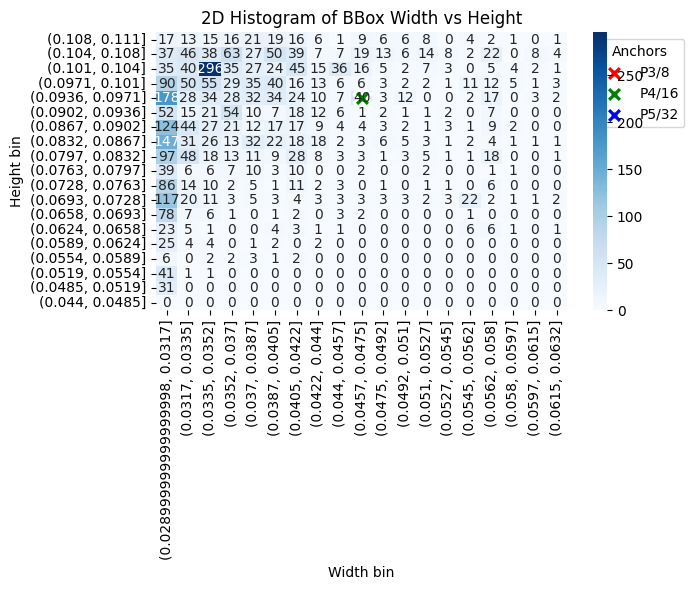 2D Histogram of BBox Width vs Height
(0.108, 0.111] 17 13 15 16 21 19 16 6 1 9 6 6 8 0 4 2 1 0 1
(0.104, 0.108] 37 46 38 63 27 50 39 7 7 19 13 6 14 8 2 22 0 8 4
(0.101, 0.104] 35 40 296 35 27 24 45 15 36 16 5 2 7 3 0 5 4 2 1
(0.0971, 0.101] 90 50 55 29 35 40 16 13 6 6 3 2 2 1 11 12 5 1 3
(0.0936, 0.0971] 178 28 34 28 32 34 24 10 7 3 12 0 0 2 17 0 3 2
(0.0902, 0.0936] 52 15 21 54 10 7 18 12 6 1 2 1 1 2 0 7 0 0 0
(0.0867, 0.0902] 124 44 27 21 12 17 17 9 4 4 2 1 1 3 1 9 2 0 0
(0.0832, 0.0867] 147 31 26 13 32 22 18 18 2 3 6 5 3 1 2 4 1 1 1
(0.0797, 0.0832] 97 48 18 13 11 9 28 8 3 3 1 3 5 1 1 18 0 0 1
(0.0763, 0.0797] 39 6 6 7 10 3 10 0 0 2 0 0 2 0 0 1 1 0 0
(0.0728, 0.0763] 86 14 10 2 5 1 11 2 3 0 1 0 1 1 0 6 0 0 0
(0.0693, 0.0728] 117 20 11 3 5 3 4 3 3 3 3 3 2 3 22 2 1 1 2
(0.0658, 0.0693] 78 7 6 1 0 1 2 0 3 2 0 0 0 0 0 0 0 0 0
(0.0624, 0.0658] 23 5 1 0 0 4 3 1 1 0 0 0 0 0 6 6 1 0 1
(0.0589, 0.0624] 25 4 4 0 1 2 0 2 0 0 0 0 0 0 0 0 0 0 0
(0.0554, 0.0589] 6 0 2 2 3 1 2 0 0 0 0 0 0 0 0 0 0 0 0
(0.0519, 0.0554] 41 1 1 0 0 0 0 0 0 0 0 0 0 0 0 0 0 0 0
(0.0485, 0.0519] 31 0 0 0 0 0 0 0 0 0 0 0 0 0 0 0 0 0 0
(0.044, 0.0485] 0 0 0 0 0 0 0 0 0 0 0 0 0 0 0 0 0 0 0
Height bin
(0.028999999999999998, 0.0317]
(0.0317, 0.0335]
(0.0335, 0.0352]
(0.0352, 0.037]
(0.037, 0.0387]
(0.0387, 0.0405]
(0.0405, 0.0422]
(0.0422, 0.044]
(0.044, 0.0457]
(0.0457, 0.0475]
(0.0475, 0.0492]
(0.0492, 0.051]
(0.051, 0.0527]
(0.0527, 0.0545]
(0.0545, 0.0562]
(0.0562, 0.058]
(0.058, 0.0597]
(0.0597, 0.0615]
(0.0615, 0.0632]
Width bin
Anchors
P3/8
P4/16
P5/32
250
200
150
100
50
0